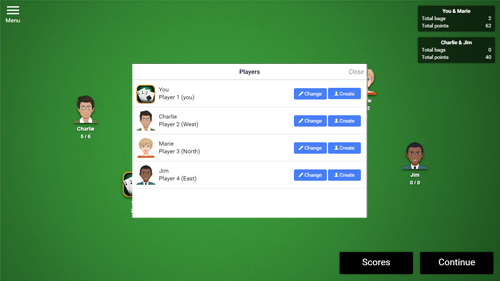 Menu
You & Marie
Total bags 2
Total points 62
Charlie & Jim
Total bags 0
Total points 40
Players
Close
You
Player 1 (you)
Change
Create
Charlie
Player 2 (West)
Change
Create
Marie
Player 3 (North)
Change
Create
Jim
Player 4 (East)
Change
Create
Charlie
5 / 6
Jim
0 / 0
Scores
Continue